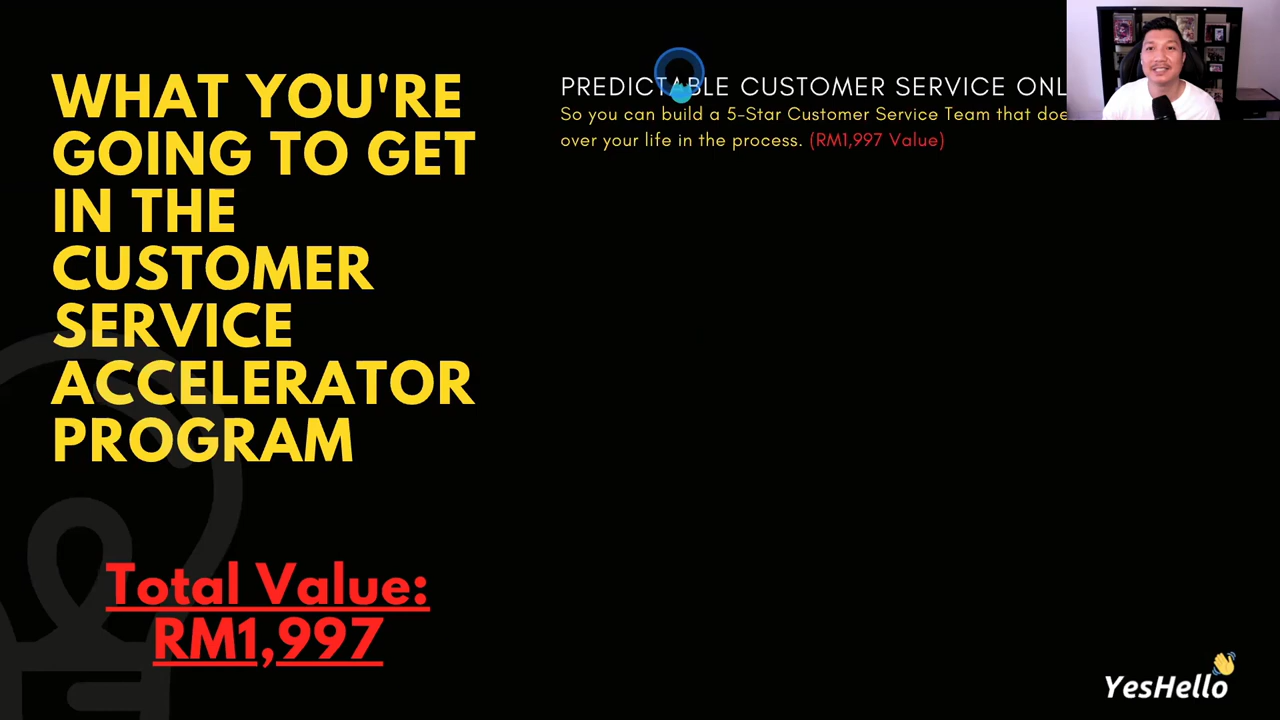 WHAT YOU'RE
GOING TO GET
IN THE
CUSTOMER
SERVICE
ACCELERATOR
PROGRAM
Total Value:
RM1,997
PREDICTABLE CUSTOMER SERVICE
So you can build a 5-Star Customer Service Team that
over your life in the process. (RM1,997 Value)
YesHello